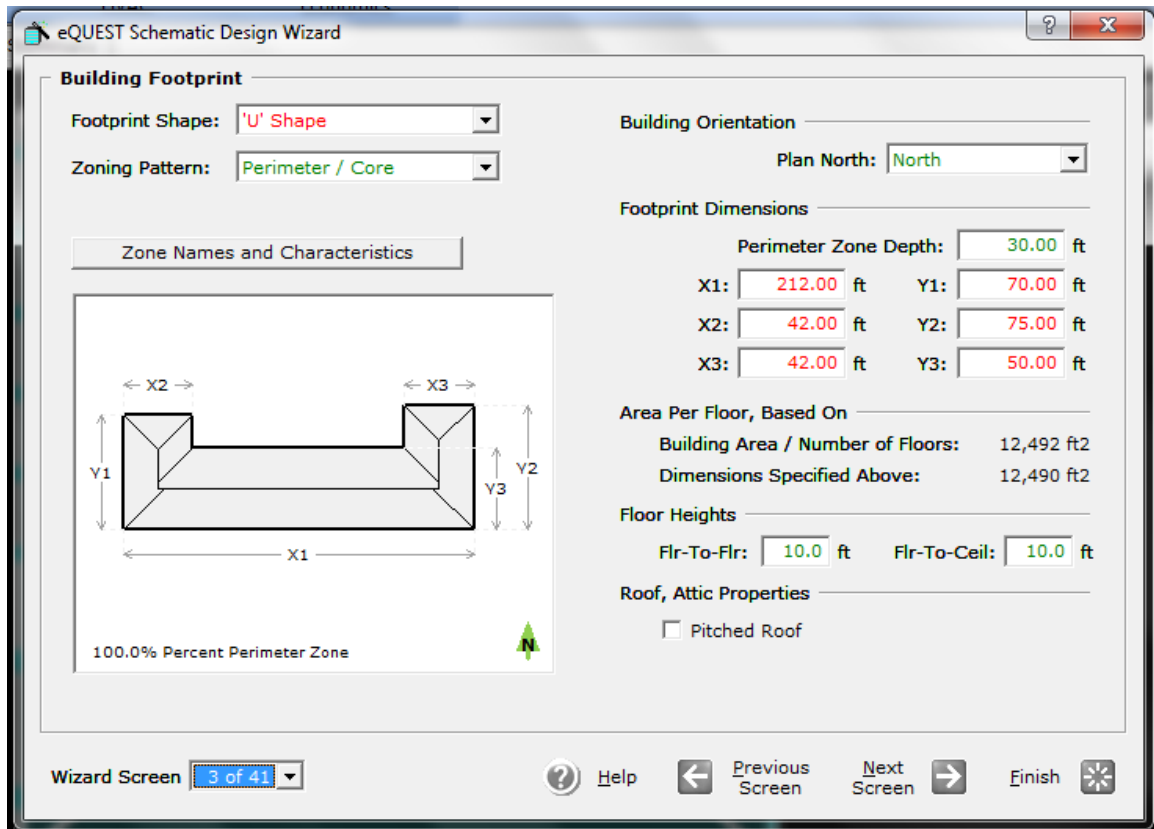 eQUEST Schematic Design Wizard
Building Footprint
Footprint Shape: 'U' Shape
Zoning Pattern: Perimeter / Core
Zone Names and Characteristics
X2
X3
Y1
Y2
Y3
X1
100.0% Percent Perimeter Zone
N
Building Orientation
Plan North: North
Footprint Dimensions
Perimeter Zone Depth: 30.00 ft
X1: 212.00 ft Y1: 70.00 ft
X2: 42.00 ft Y2: 75.00 ft
X3: 42.00 ft Y3: 50.00 ft
Area Per Floor, Based On
Building Area / Number of Floors: 12,492 ft2
Dimensions Specified Above: 12,490 ft2
Floor Heights
Flr-To-Flr: 10.0 ft Flr-To-Ceil: 10.0 ft
Roof, Attic Properties
Pitched Roof
Wizard Screen 3 of 41
? Help
Previous Screen
Next Screen
Finish